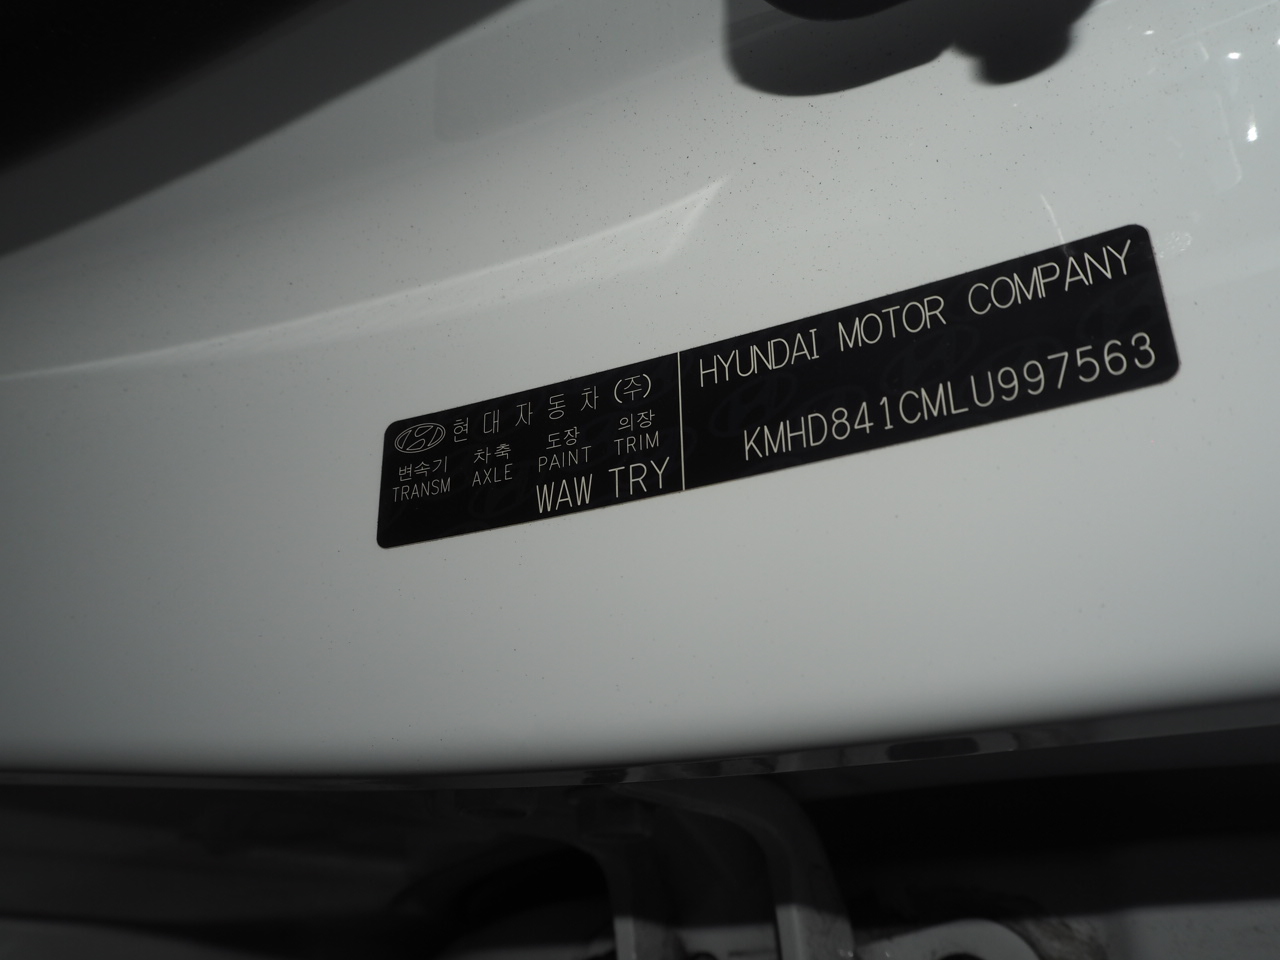 현대자동차(주)
변속기 차축 도장 의장
TRANSM AXLE PAINT TRIM
WAW TRY
HYUNDAI MOTOR COMPANY
KMHD841CMLU997563